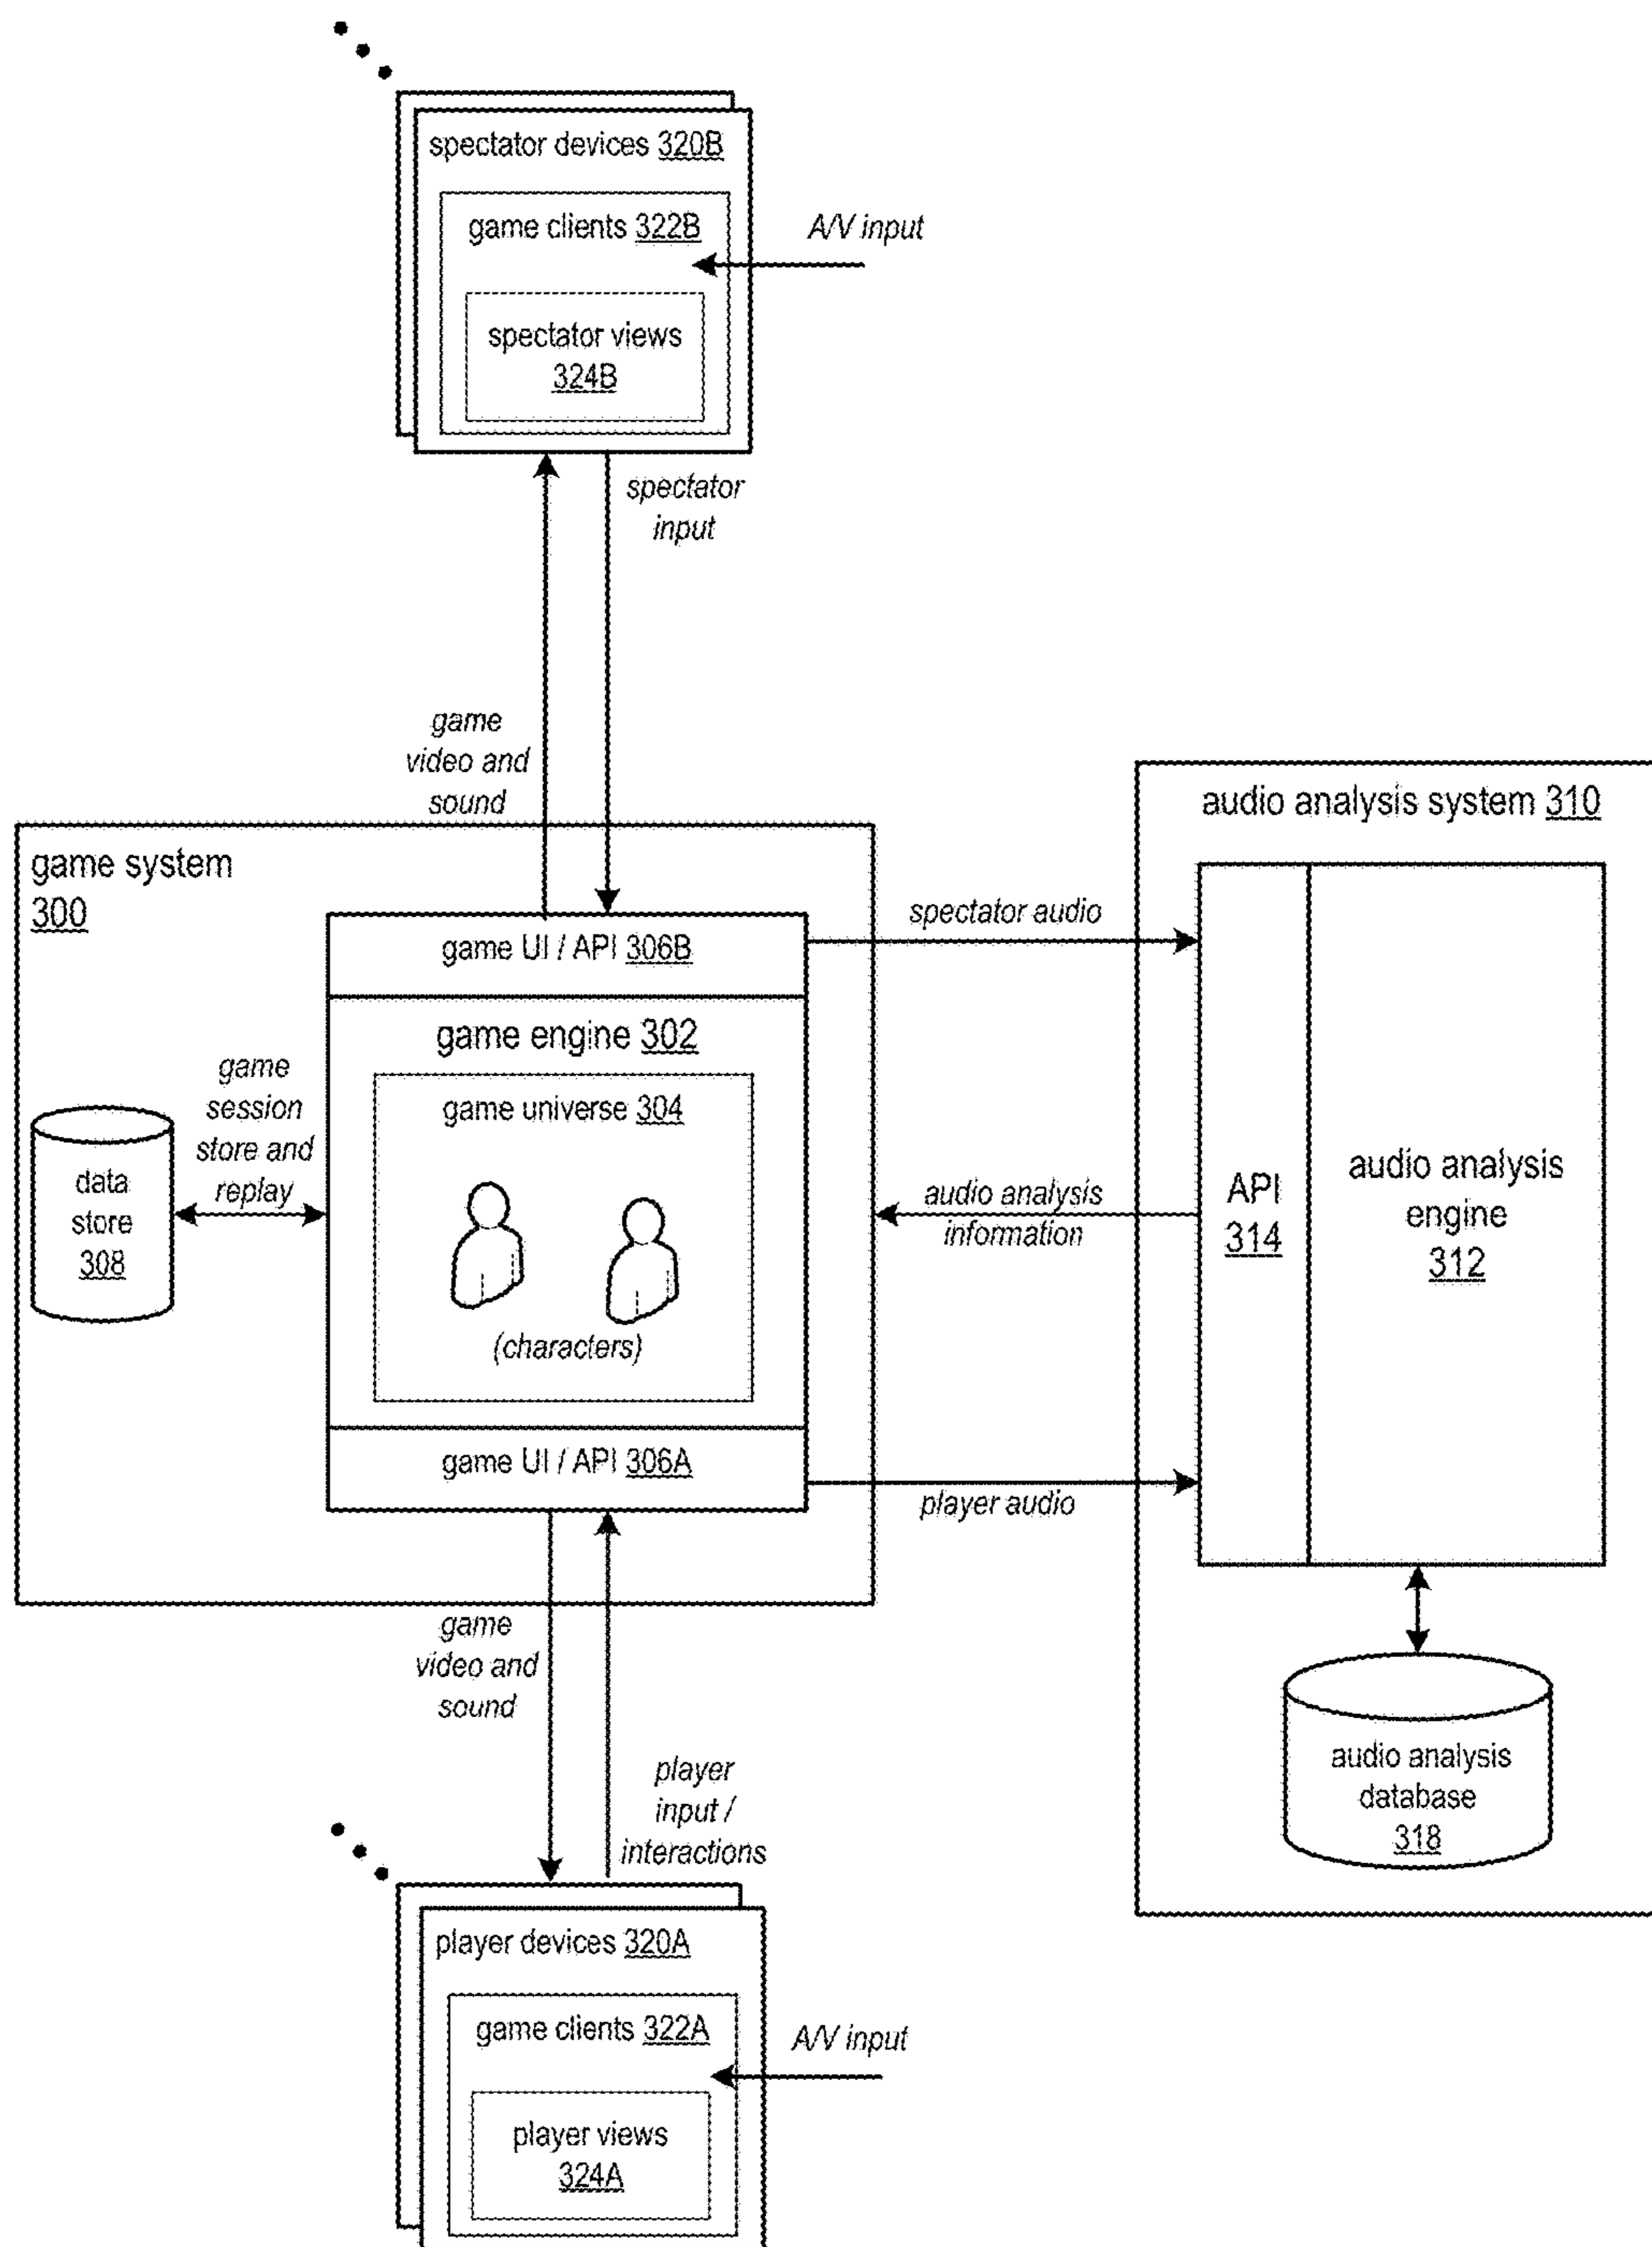 spectator devices 320B
game clients 322B
A/V input
spectator views
324B
spectator
input
game
video and
sound
audio analysis system 310
game system
300
spectator audio
game UI / API 306B
game engine 302
game
session
store and
replay
game universe 304
data
store
308
audio analysis
information
API
314
audio analysis
engine
312
(characters)
game UI / API 306A
player audio
game
video and
sound
player
input /
interactions
audio analysis
database
318
player devices 320A
game clients 322A
A/V input
player views
324A